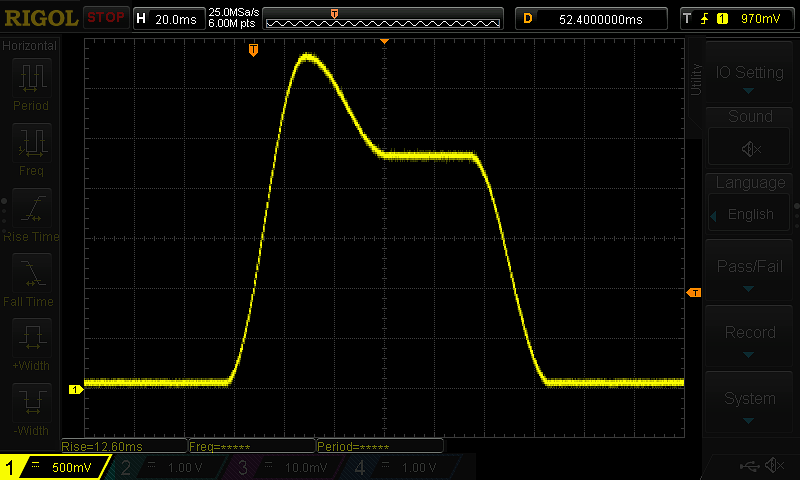 RIGOL STOP H 20.0ms 25.0MSa/s 6.00M pts T D 52.4000000ms T 1 970mV
Horizontal
T
Period
Freq
Rise Time
Fall Time
+Width
-Width
T
1
Utility
IO Setting
Sound
Language
English
Pass/Fail
Record
System
Rise=12.60ms Freq=***** Period=*****
1 = 500mV 2 = 1.00 V 3 = 10.0mV 4 = 1.00 V